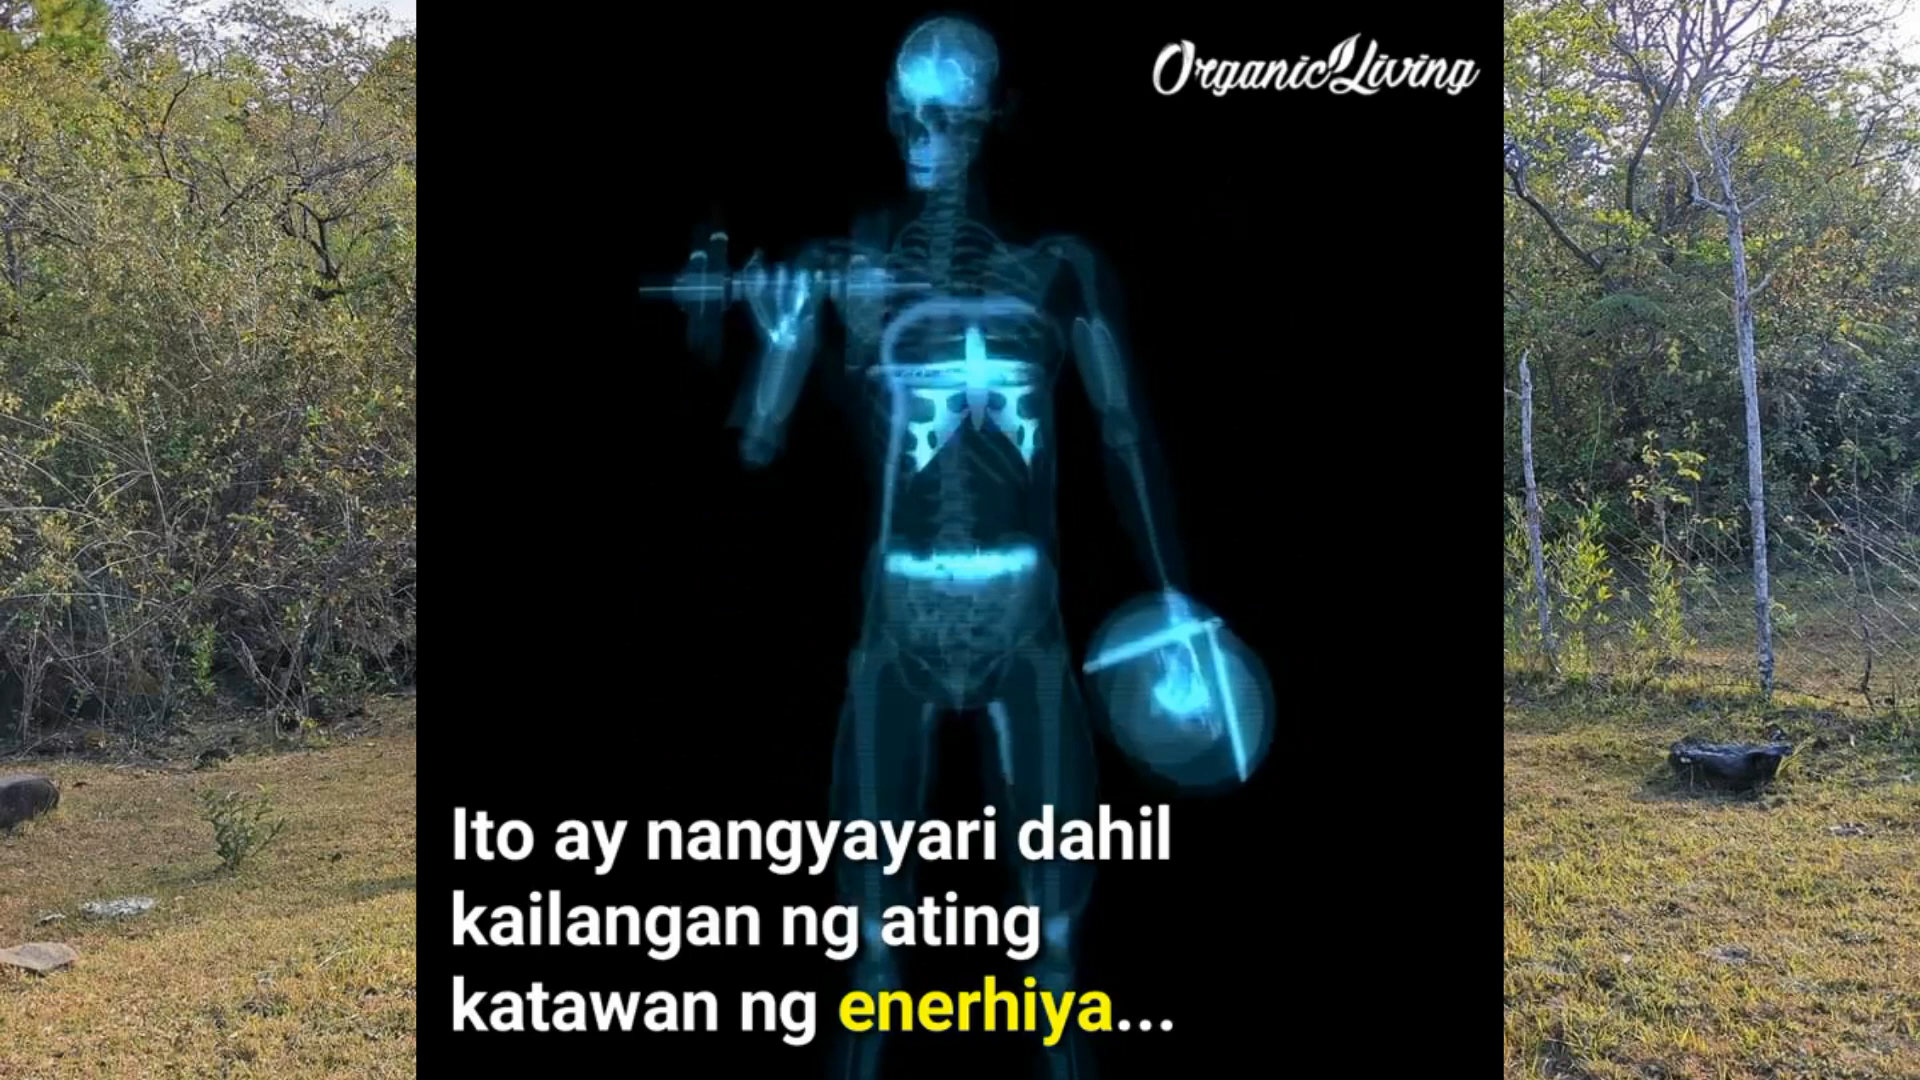 OrganicLiving
Ito ay nangyayari dahil
kailangan ng ating
katawan ng enerhiya...